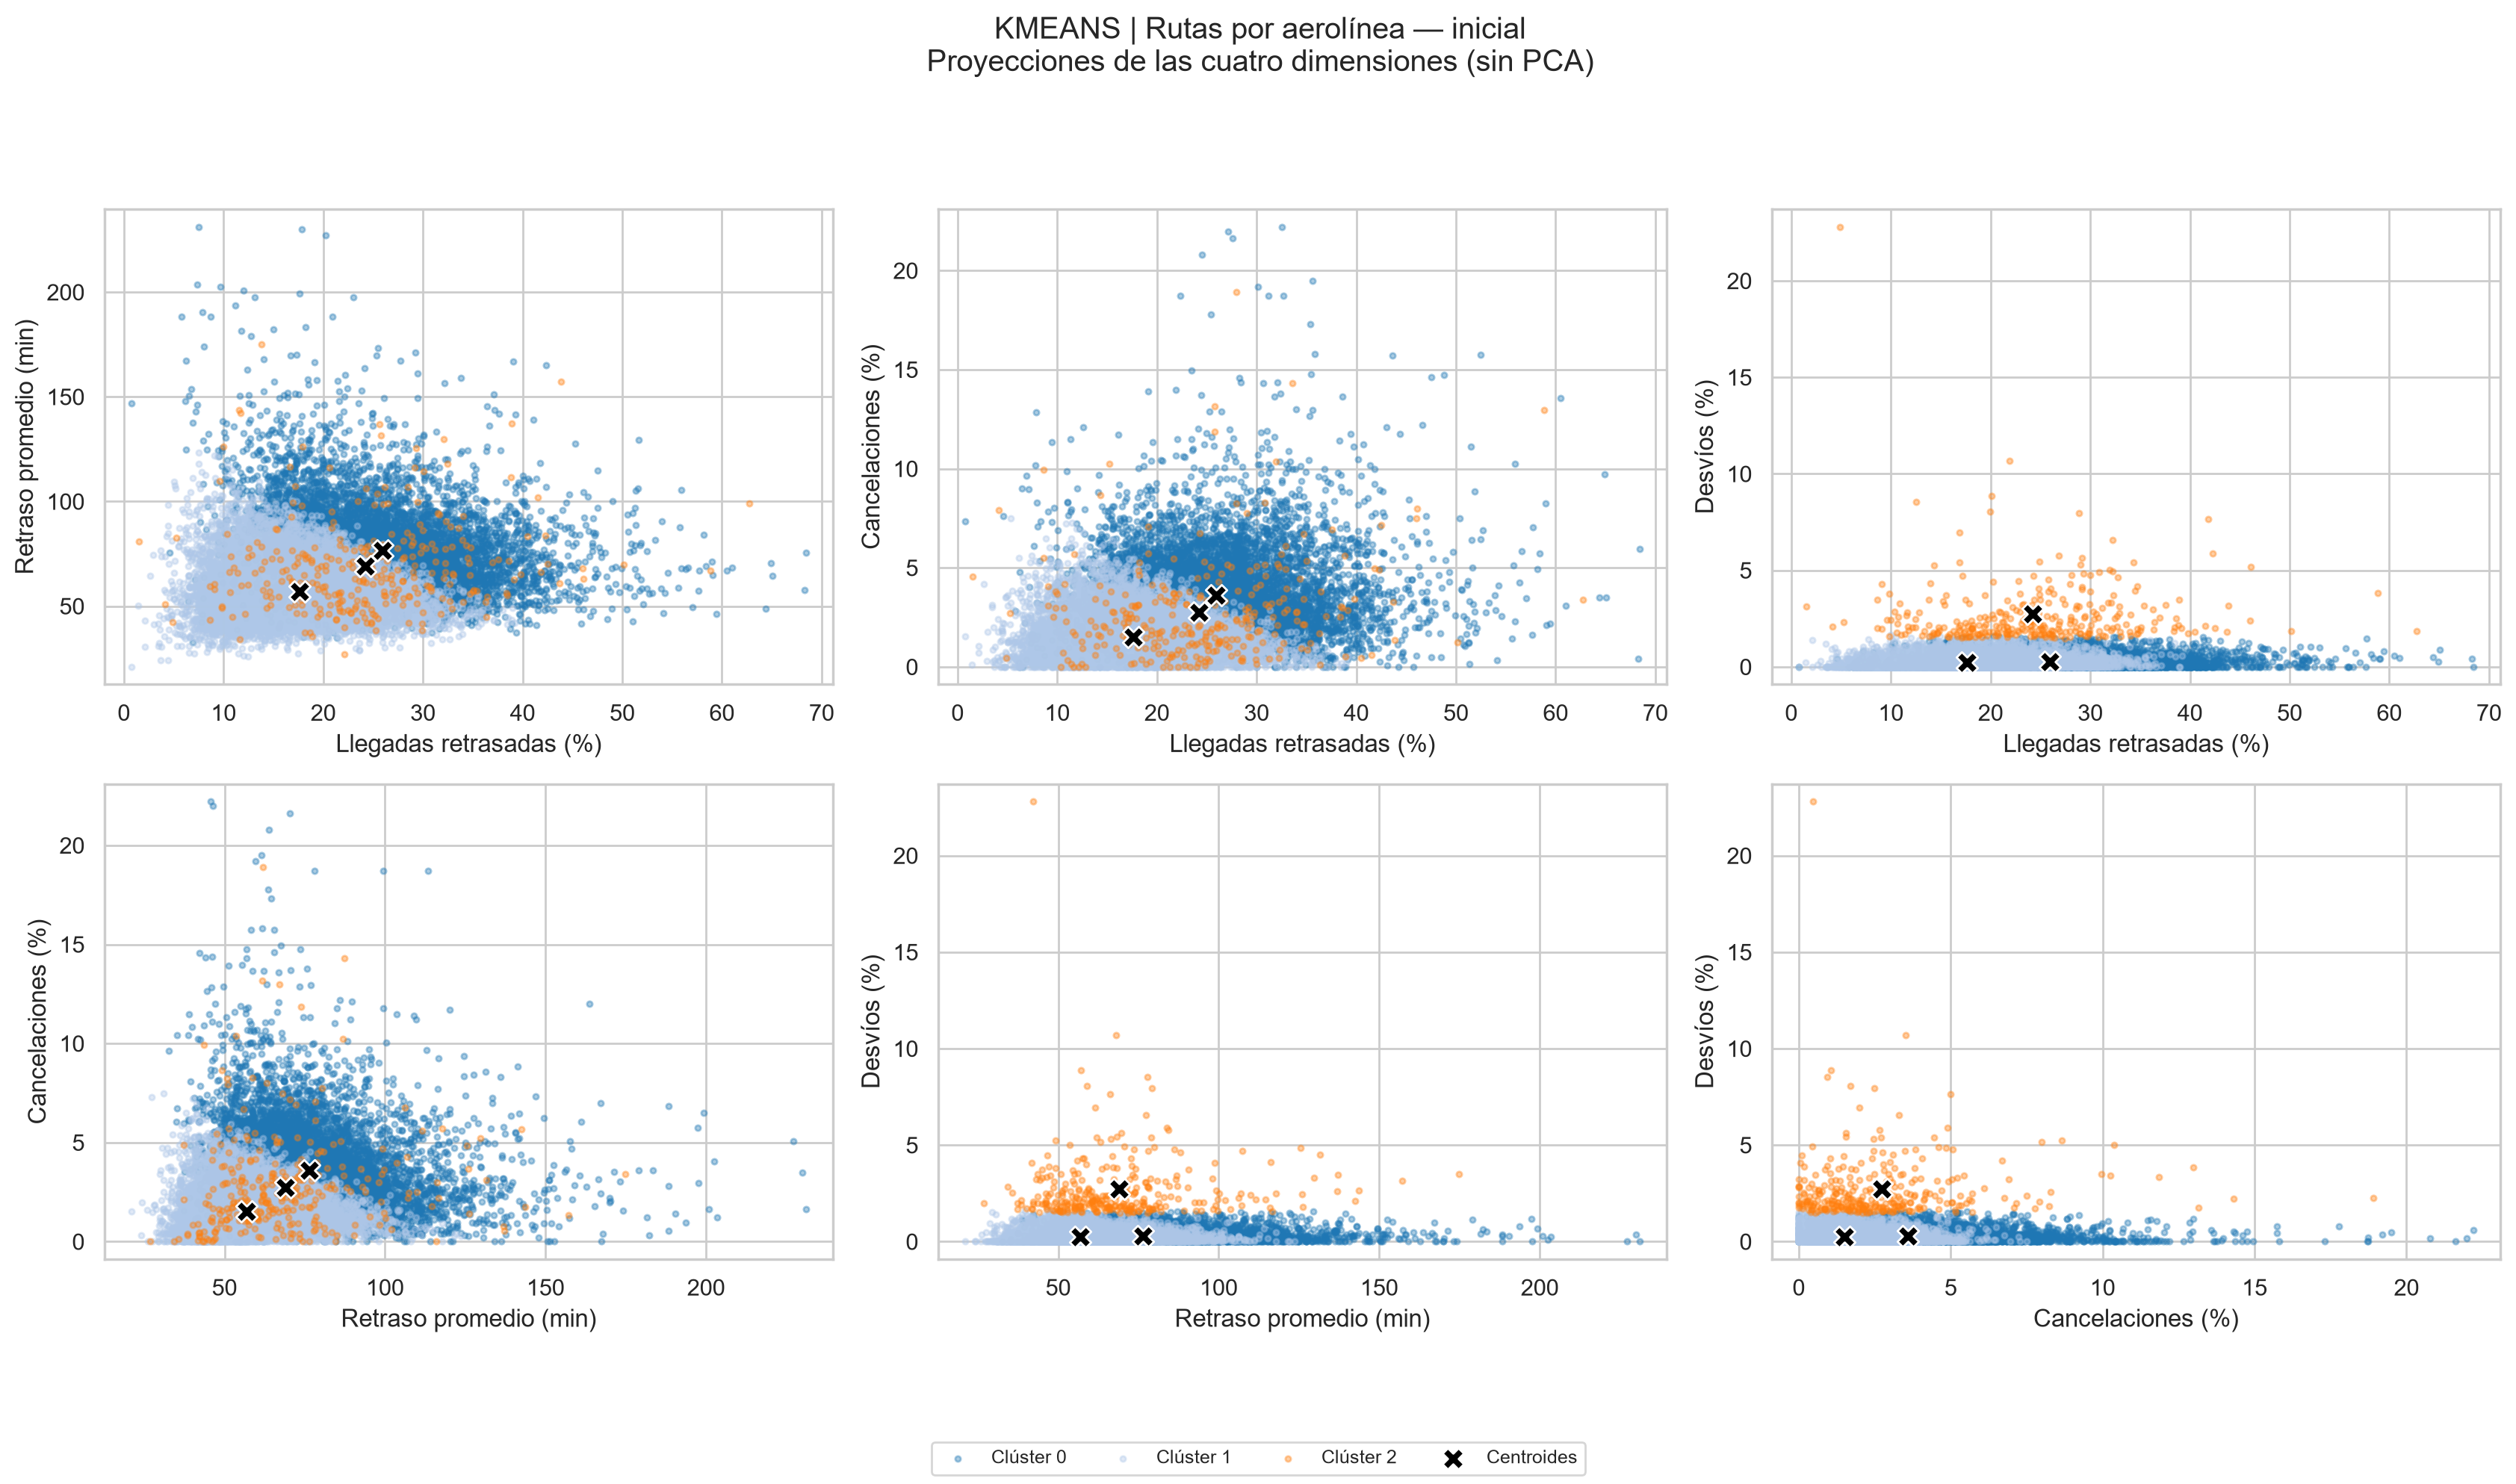 KMEANS | Rutas por aerolínea — inicial
Proyecciones de las cuatro dimensiones (sin PCA)
Retraso promedio (min)
200
150
100
50
0 10 20 30 40 50 60 70
Llegadas retrasadas (%)
Cancelaciones (%)
20
15
10
5
0
0 10 20 30 40 50 60 70
Llegadas retrasadas (%)
Desvíos (%)
20
15
10
5
0
0 10 20 30 40 50 60 70
Llegadas retrasadas (%)
Cancelaciones (%)
20
15
10
5
0
50 100 150 200
Retraso promedio (min)
Desvíos (%)
20
15
10
5
0
50 100 150 200
Retraso promedio (min)
Desvíos (%)
20
15
10
5
0
0 5 10 15 20
Cancelaciones (%)
Clúster 0 Clúster 1 Clúster 2 Centroides